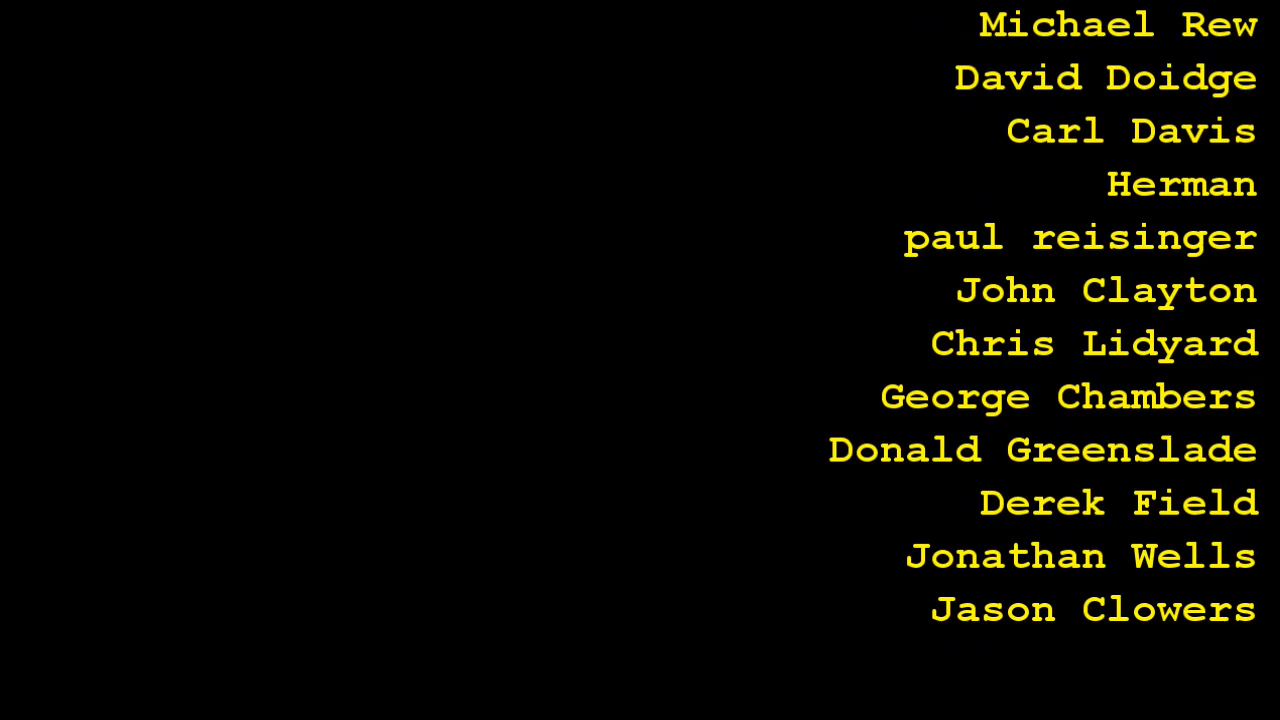 Michael Rew
David Doidge
Carl Davis
Herman
paul reisinger
John Clayton
Chris Lidyard
George Chambers
Donald Greenslade
Derek Field
Jonathan Wells
Jason Clowers